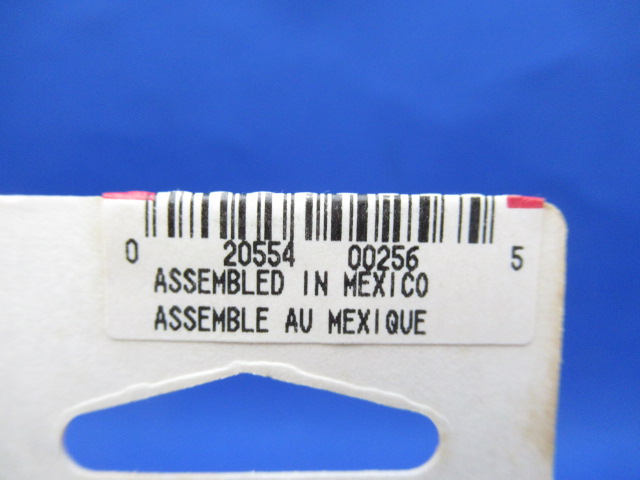 0 20554 00256 5
ASSEMBLED IN MEXICO
ASSEMBLE AU MEXIQUE